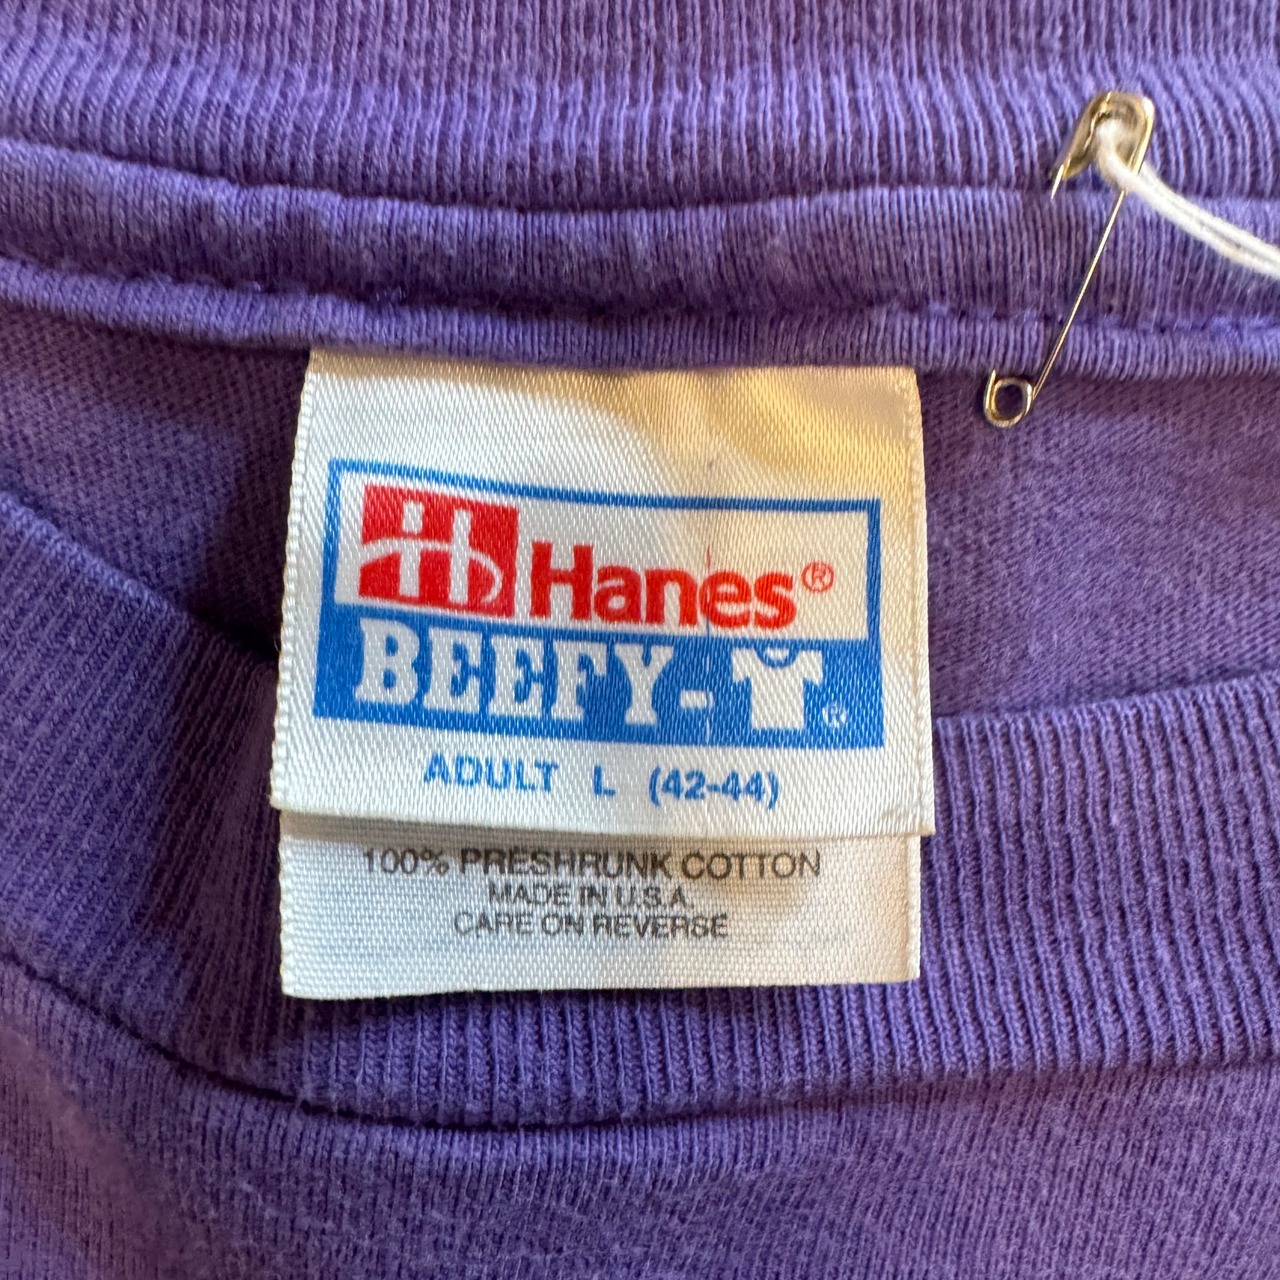 Hanes®
BEEFY-T®
ADULT L (42-44)
100% PRESHRUNK COTTON
MADE IN U.S.A.
CARE ON REVERSE